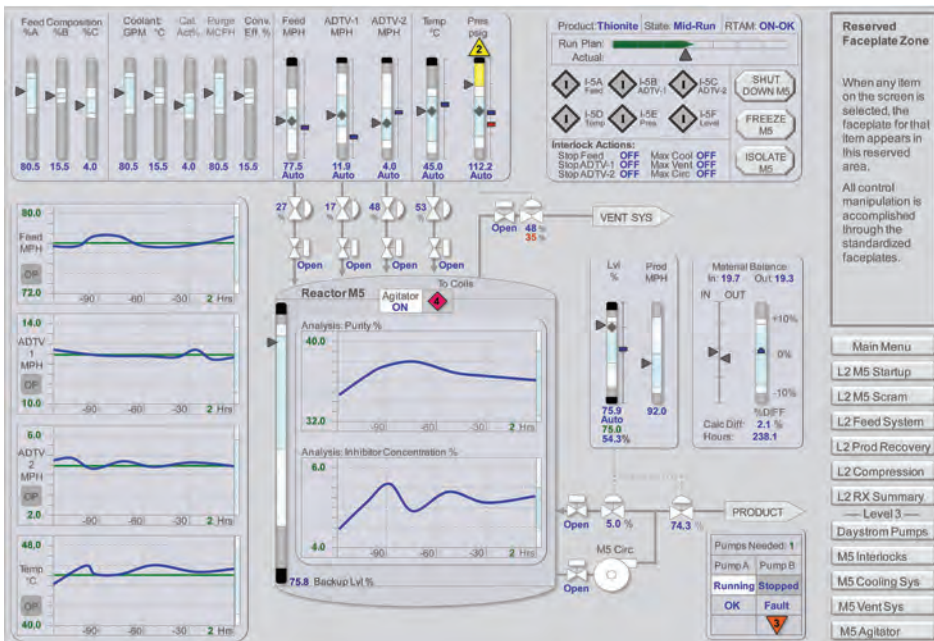 Feed Composition
%A %B %C
80.5 15.5 4.0
Coolant
GPM °C
Cat. Act%
Purge MCFH
Conv. Eff. %
80.5 15.5 4.0 80.5 15.5
Feed MPH
ADTV-1 MPH
ADTV-2 MPH
Temp °C
Pres psig
2
77.5 11.9 4.0 45.0 112.2
Auto Auto Auto Auto Auto
Product: Thionite State: Mid-Run RTAM: ON-OK
Run Plan:
Actual:
I-5A Feed
I-5B ADTV-1
I-5C ADTV-2
I-5D Temp
I-5E Pres
I-5F Level
SHUT DOWN M5
FREEZE M5
ISOLATE M5
Interlock Actions:
Stop Feed OFF Max Cool OFF
Stop ADTV-1 OFF Max Vent OFF
Stop ADTV-2 OFF Max Circ OFF
Reserved
Faceplate Zone
When any item
on the screen is
selected, the
faceplate for that
item appears in
this reserved
area.
All control
manipulation is
accomplished
through the
standardized
faceplates.
27 %
17 %
48 %
53 %
Open Open Open Open
To Coils
Open 48 %
35 %
VENT SYS
80.0
Feed
MPH
OP
72.0
-90 -60 -30 2 Hrs
14.0
ADTV
1
MPH
OP
10.0
-90 -60 -30 2 Hrs
6.0
ADTV
2
MPH
OP
2.0
-90 -60 -30 2 Hrs
48.0
Temp
°C
OP
40.0
-90 -60 -30 2 Hrs
Reactor M5
Agitator
ON
4
Analysis: Purity %
40.0
32.0
-90 -60 -30 2 Hrs
Analysis: Inhibitor Concentration %
6.0
4.0
-90 -60 -30 2 Hrs
75.8 Backup Lvl %
Lvl %
Prod MPH
75.9 92.0
Auto
75.0
54.3%
Material Balance
In: 19.7 Out: 19.3
IN OUT
+10%
0%
-10%
%DIFF
Calc Diff: 2.1 %
Hours: 238.1
Open 5.0 % 74.3 %
PRODUCT
M5 Circ
Open
Pumps Needed: 1
Pump A Pump B
Running Stopped
OK Fault
3
Main Menu
L2 M5 Startup
L2 M5 Scram
L2 Feed System
L2 Prod Recovery
L2 Compression
L2 RX Summary
Level 3
Daystrom Pumps
M5 Interlocks
M5 Cooling Sys
M5 Vent Sys
M5 Agitator